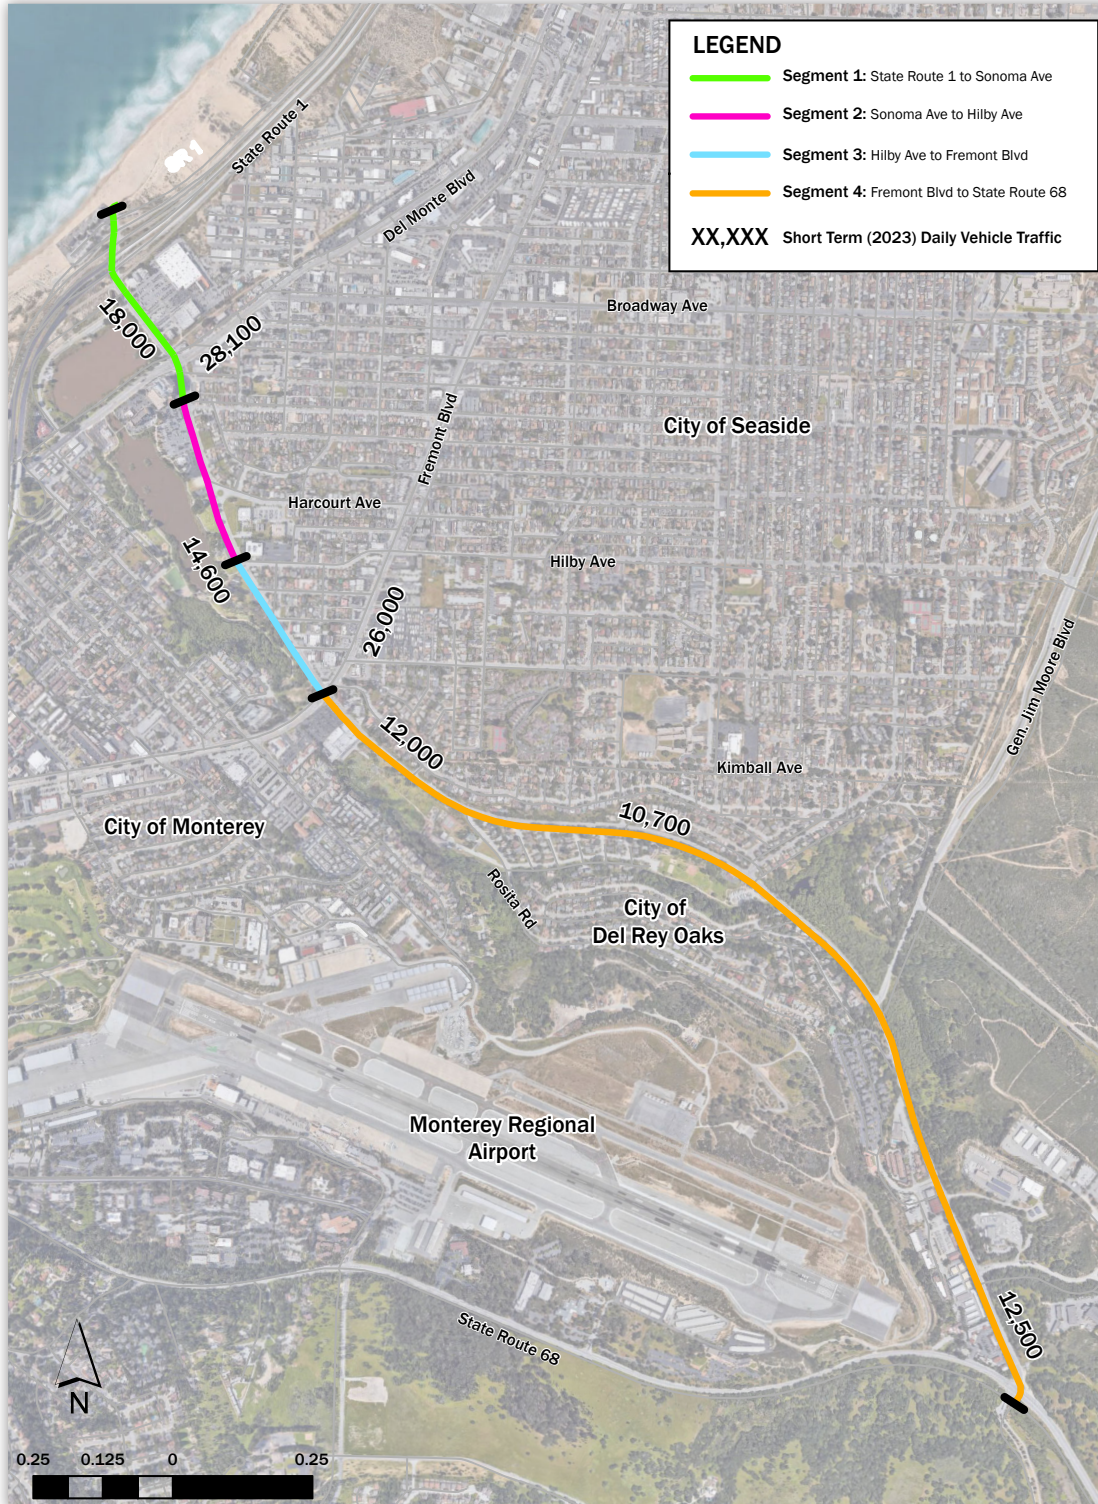 LEGEND
Segment 1: State Route 1 to Sonoma Ave
Segment 2: Sonoma Ave to Hilby Ave
Segment 3: Hilby Ave to Fremont Blvd
Segment 4: Fremont Blvd to State Route 68
XX,XXX Short Term (2023) Daily Vehicle Traffic
SR 1
State Route 1
Del Monte Blvd
Broadway Ave
18,000
28,100
Fremont Blvd
City of Seaside
Harcourt Ave
Hilby Ave
14,600
26,000
Gen. Jim Moore Blvd
12,000
Kimball Ave
City of Monterey
10,700
Rosita Rd
City of
Del Rey Oaks
Monterey Regional
Airport
12,500
State Route 68
N
0.25 0.125 0 0.25